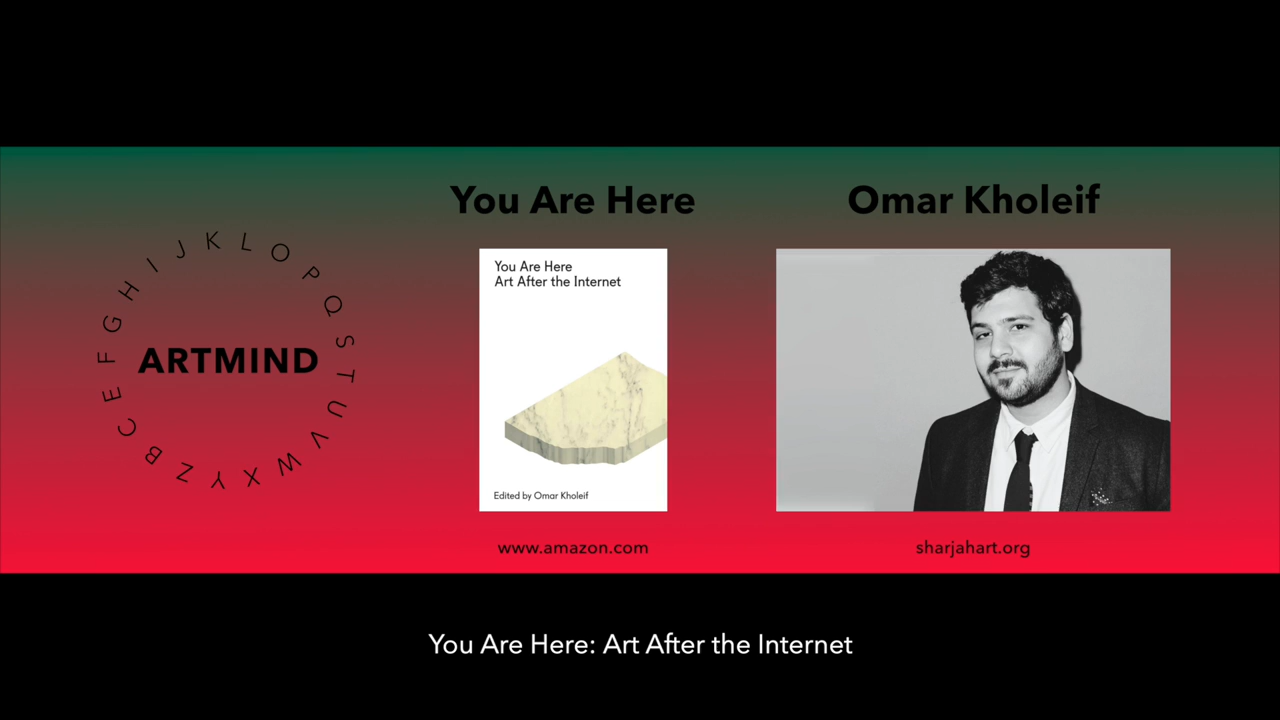 You Are Here
Omar Kholeif
B C E F G H I J K L O P Q S T U V W X Y Z
ARTMIND
You Are Here
Art After the Internet
Edited by Omar Kholeif
www.amazon.com
sharjahart.org
You Are Here: Art After the Internet